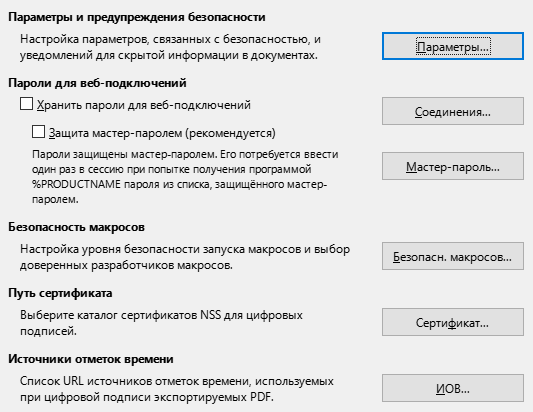 Параметры и предупреждения безопасности
Настройка параметров, связанных с безопасностью, и
уведомлений для скрытой информации в документах.
Параметры...
Пароли для веб-подключений
Хранить пароли для веб-подключений
Соединения...
Защита мастер-паролем (рекомендуется)
Пароли защищены мастер-паролем. Его потребуется ввести
один раз в сессию при попытке получения программой
%PRODUCTNAME пароля из списка, защищённого мастер-
паролем.
Мастер-пароль...
Безопасность макросов
Настройка уровня безопасности запуска макросов и выбор
доверенных разработчиков макросов.
Безопасн. макросов...
Путь сертификата
Выберите каталог сертификатов NSS для цифровых
подписей.
Сертификат...
Источники отметок времени
Список URL источников отметок времени, используемых
при цифровой подписи экспортируемых PDF.
ИОВ...